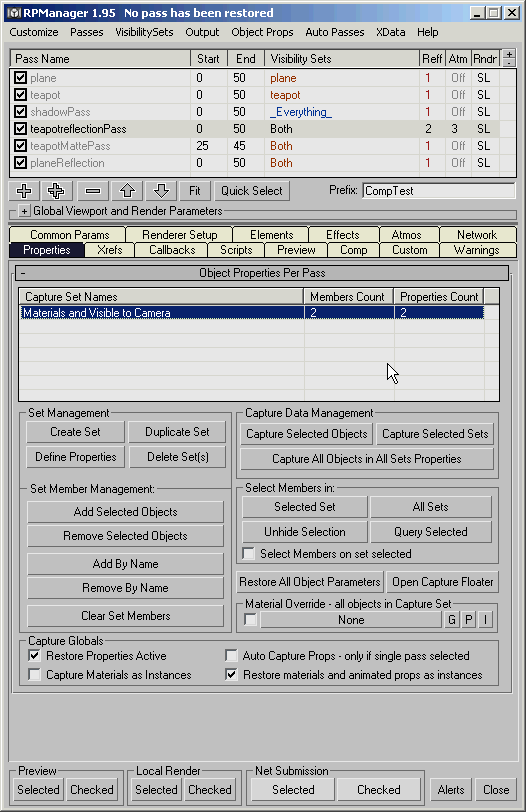 RPManager 1.95 No pass has been restored
Customize Passes VisibilitySets Output Object Props Auto Passes XData Help
Pass Name Start End Visibility Sets Reff Atm Rndr
plane 0 50 plane 1 Off SL
teapot 0 50 teapot 1 Off SL
shadowPass 0 50 _Everything_ 1 Off SL
teapotreflectionPass 0 50 Both 2 3 SL
teapotMattePass 25 45 Both 1 Off SL
planeReflection 0 50 Both 1 Off SL
Fit Quick Select Prefix: CompTest
+ Global Viewport and Render Parameters
Common Params Renderer Setup Elements Effects Atmos Network
Properties Xrefs Callbacks Scripts Preview Comp Custom Warnings
- Object Properties Per Pass
Capture Set Names Members Count Properties Count
Materials and Visible to Camera 2 2
Set Management
Create Set Duplicate Set
Define Properties Delete Set(s)
Set Member Management:
Add Selected Objects
Remove Selected Objects
Add By Name
Remove By Name
Clear Set Members
Capture Data Management
Capture Selected Objects Capture Selected Sets
Capture All Objects in All Sets Properties
Select Members in:
Selected Set All Sets
Unhide Selection Query Selected
Select Members on set selected
Restore All Object Parameters Open Capture Floater
Material Override - all objects in Capture Set
None G P I
Capture Globals
Restore Properties Active Auto Capture Props - only if single pass selected
Capture Materials as Instances Restore materials and animated props as instances
Preview Local Render Net Submission
Selected Checked Selected Checked Selected Checked Alerts Close